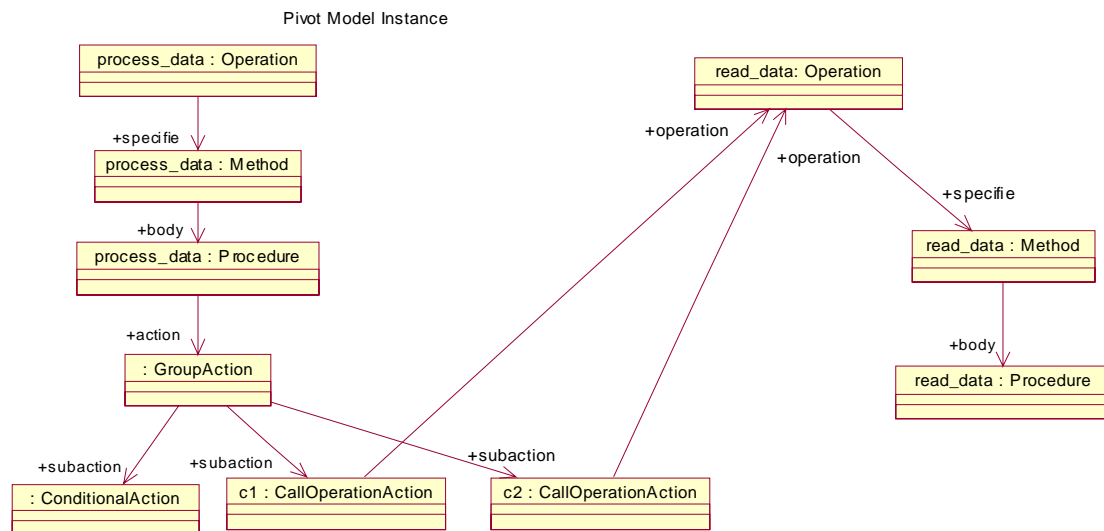 Pivot Model Instance
process_data : Operation
read_data: Operation
+specifie
+operation
+operation
process_data : Method
+specifie
+body
read_data : Method
process_data : Procedure
+action
+body
: GroupAction
read_data : Procedure
+subaction
+subaction
+subaction
: ConditionalAction
c1 : CallOperationAction
c2 : CallOperationAction